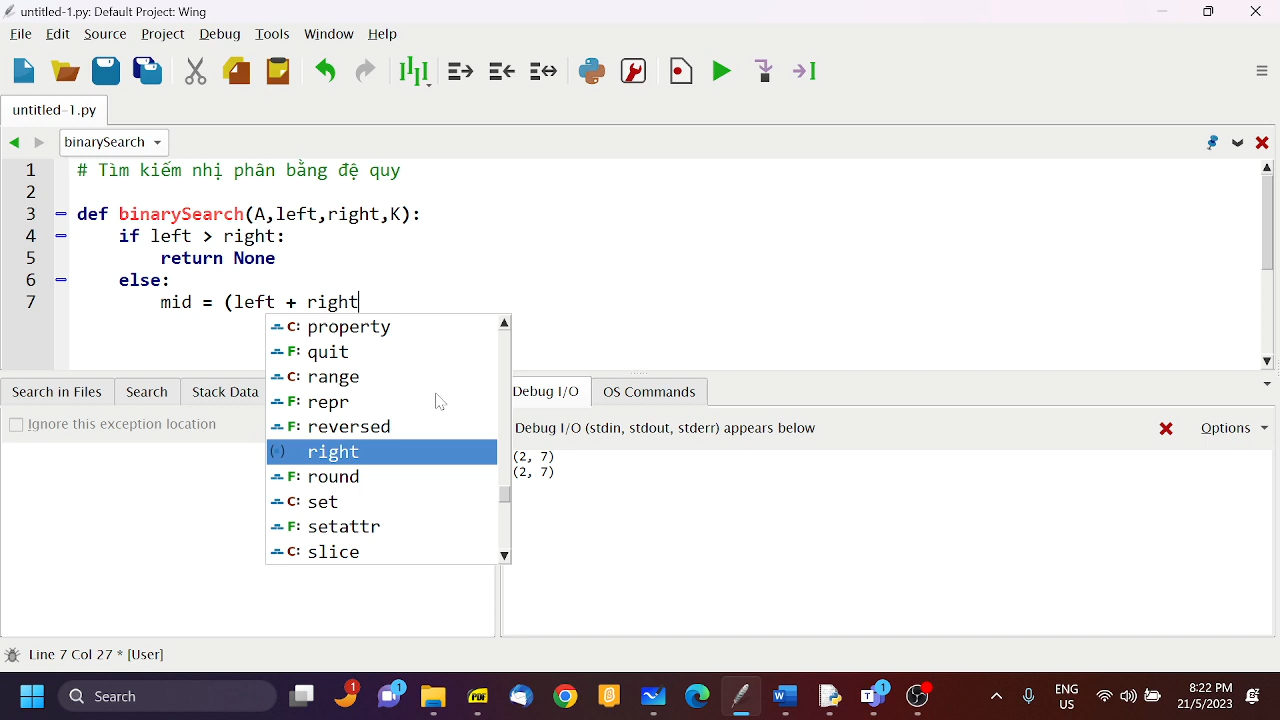 untitled-1.py: Default Project: Wing
File Edit Source Project Debug Tools Window Help
untitled-1.py
binarySearch
1 # Tìm kiếm nhị phân bằng đệ quy
2
3 def binarySearch(A,left,right,K):
4 if left > right:
5 return None
6 else:
7 mid = (left + right
C: property
F: quit
C: range
F: repr
F: reversed
right
F: round
C: set
F: setattr
C: slice
Search in Files Search Stack Data Debug I/O OS Commands
Ignore this exception location
Debug I/O (stdin, stdout, stderr) appears below Options
(2, 7)
(2, 7)
Line 7 Col 27 * [User]
Search
1
1
PDF
1
ENG
US
8:22 PM
21/5/2023